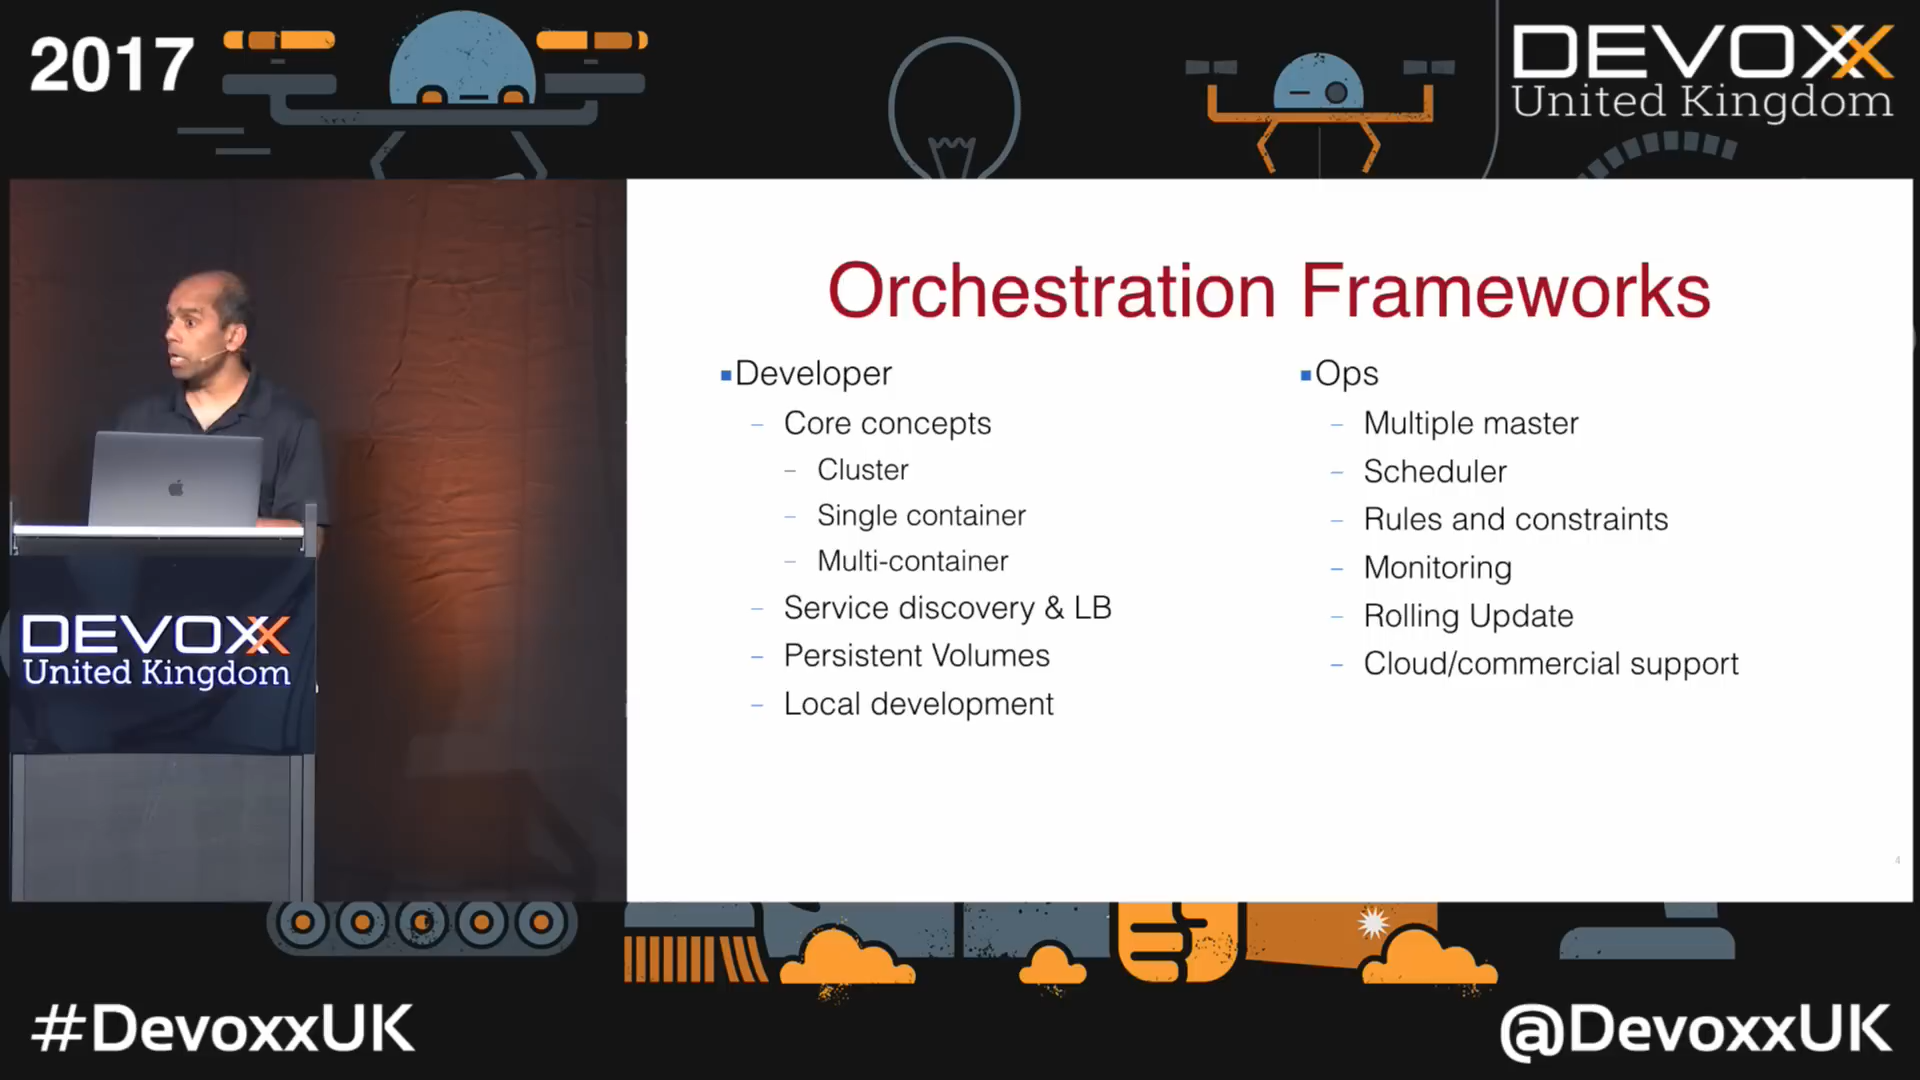 2017
DEVOXX
United Kingdom
Orchestration Frameworks
Developer
– Core concepts
– Cluster
– Single container
– Multi-container
– Service discovery & LB
– Persistent Volumes
– Local development
Ops
– Multiple master
– Scheduler
– Rules and constraints
– Monitoring
– Rolling Update
– Cloud/commercial support
4
DEVOXX
United Kingdom
#DevoxxUK
@DevoxxUK